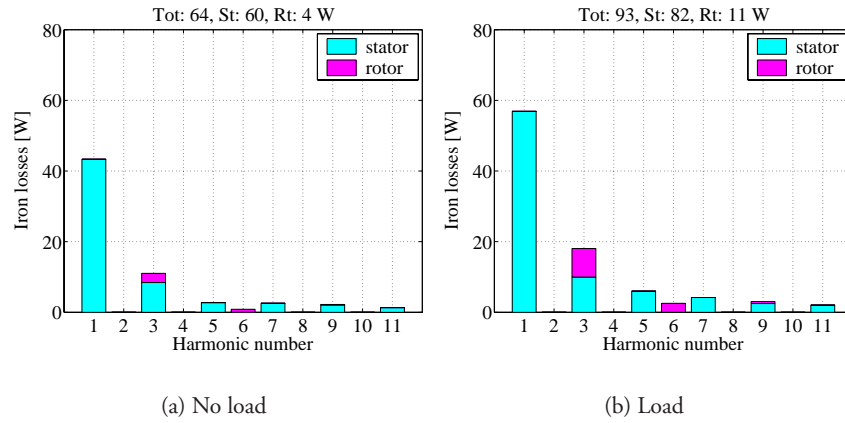 Tot: 64, St: 60, Rt: 4 W
80
60
40
20
0
Iron losses [W]
stator
rotor
1 2 3 4 5 6 7 8 9 10 11
Harmonic number
(a) No load
Tot: 93, St: 82, Rt: 11 W
80
60
40
20
0
Iron losses [W]
stator
rotor
1 2 3 4 5 6 7 8 9 10 11
Harmonic number
(b) Load